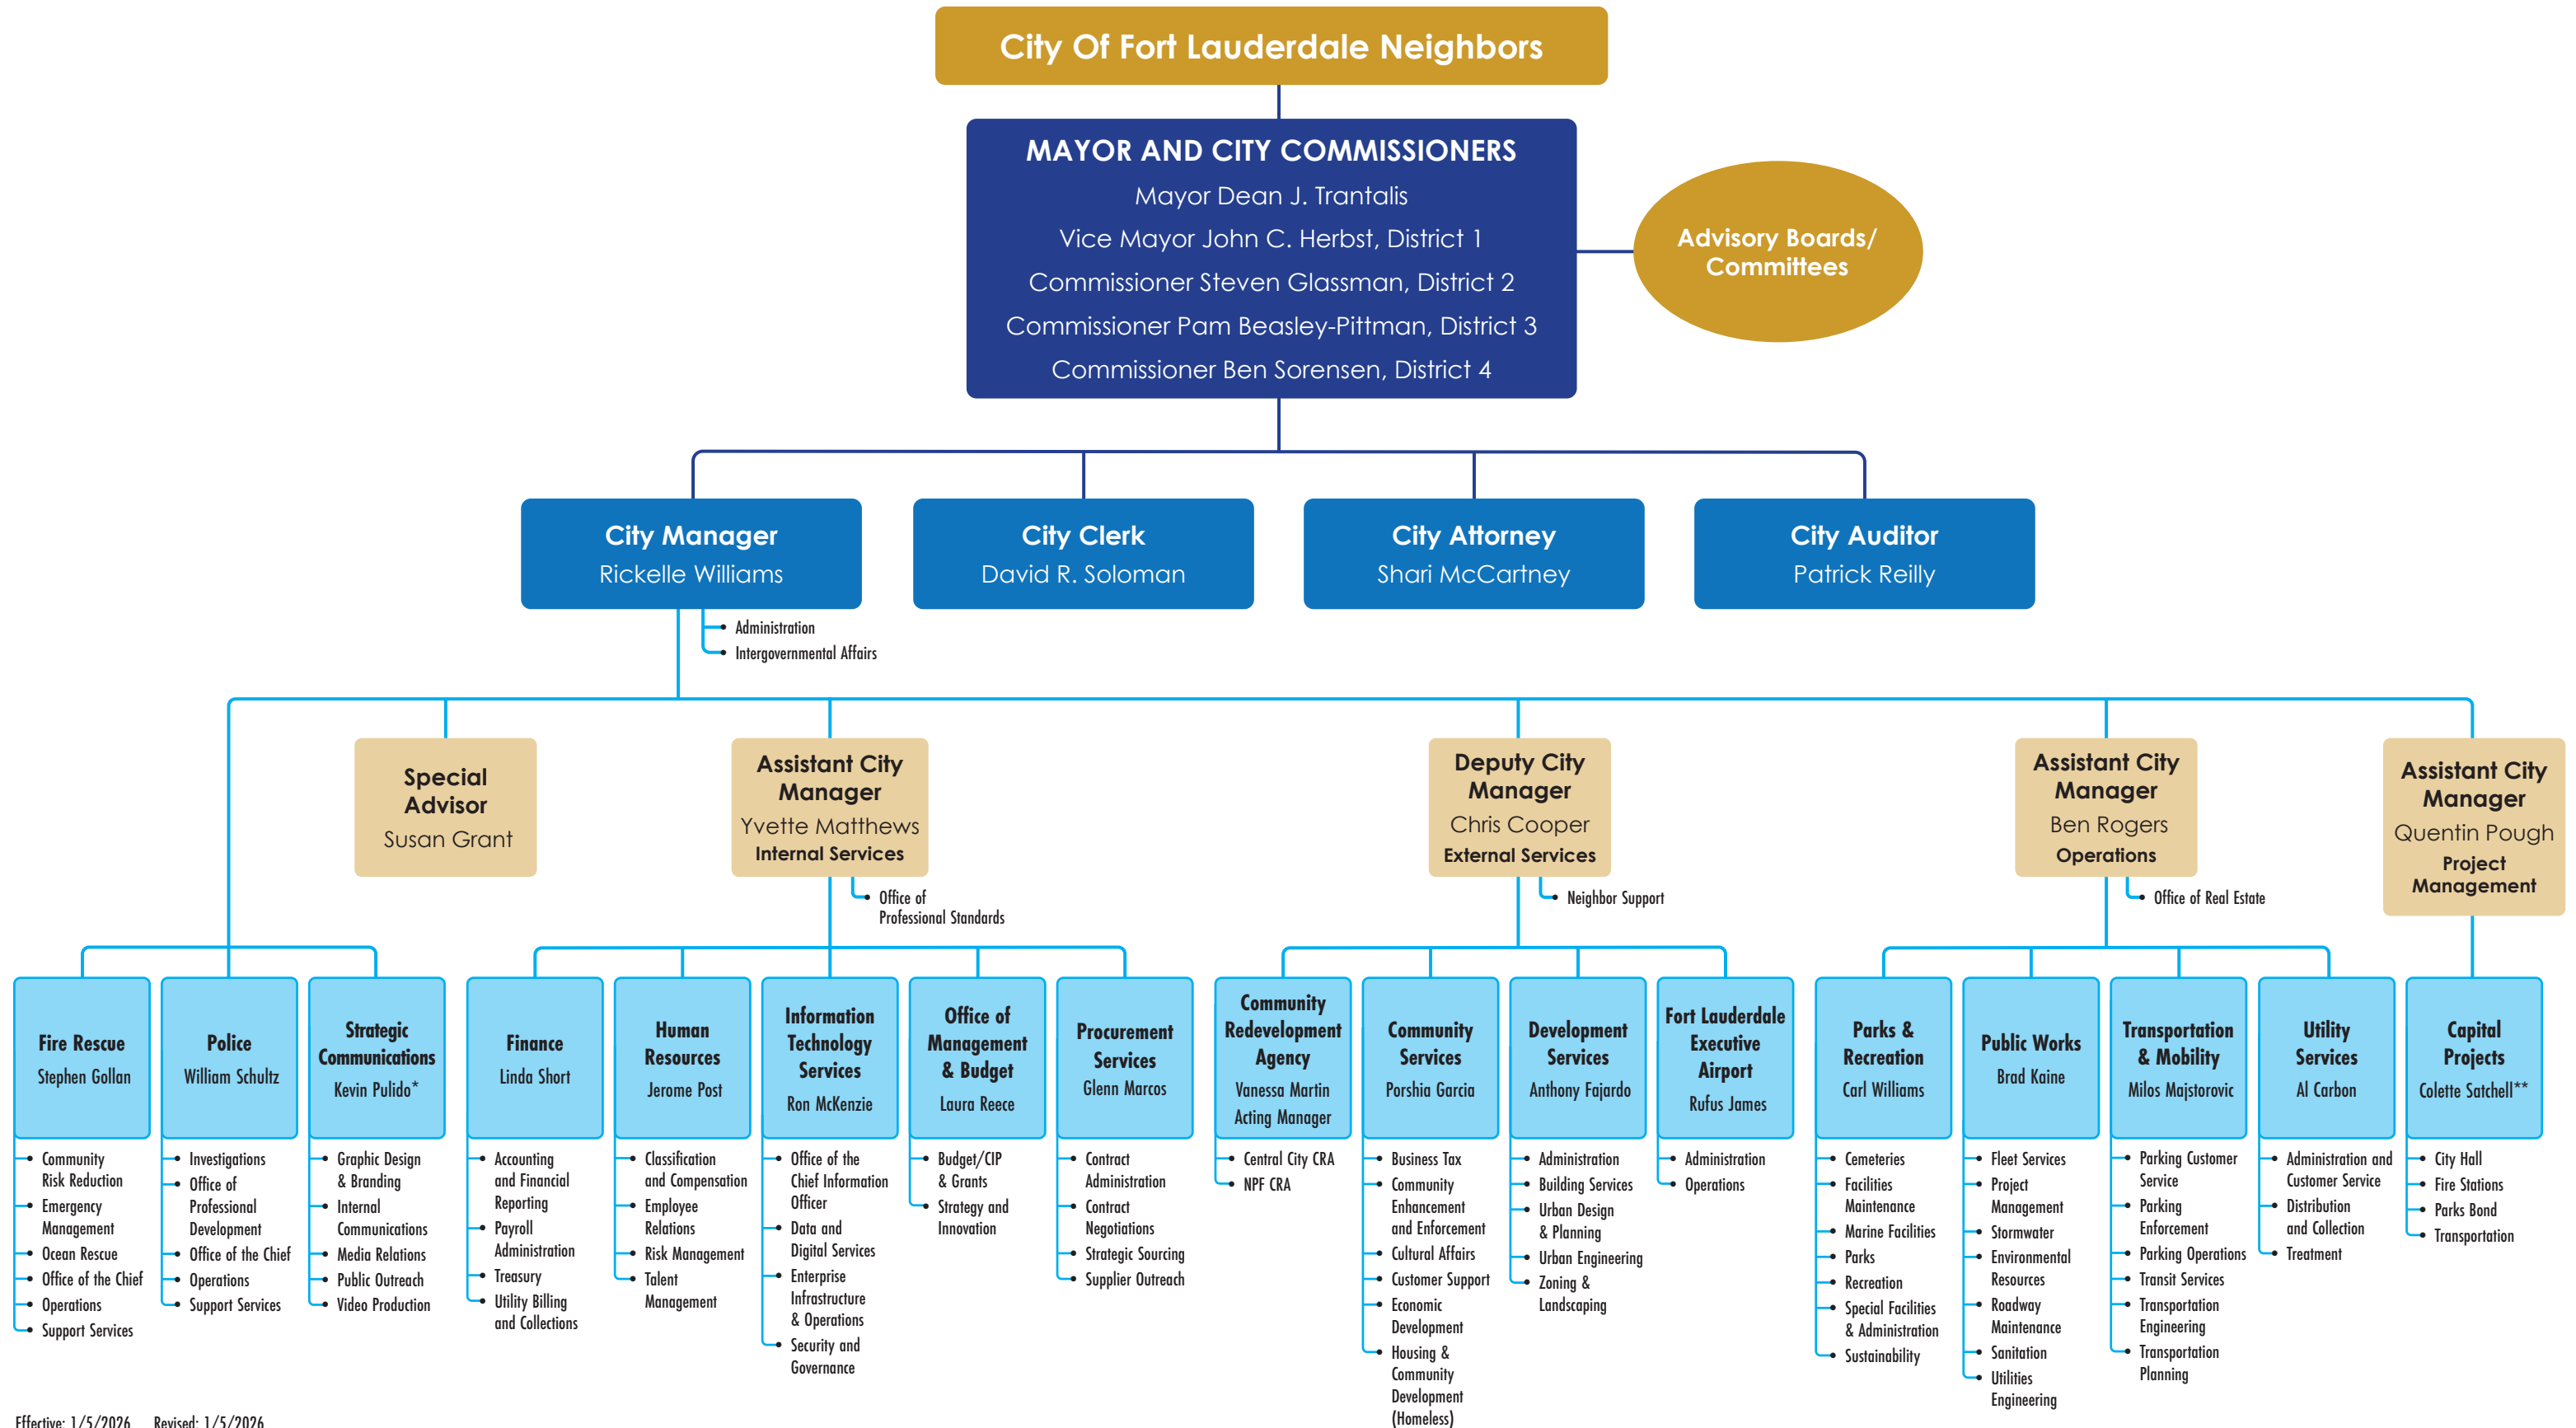 City Of Fort Lauderdale Neighbors
MAYOR AND CITY COMMISSIONERS
Mayor Dean J. Trantalis
Vice Mayor John C. Herbst, District 1
Commissioner Steven Glassman, District 2
Commissioner Pam Beasley-Pittman, District 3
Commissioner Ben Sorensen, District 4
Advisory Boards/
Committees
City Manager
Rickelle Williams
City Clerk
David R. Soloman
City Attorney
Shari McCartney
City Auditor
Patrick Reilly
Administration
Intergovernmental Affairs
Special
Advisor
Susan Grant
Assistant City
Manager
Yvette Matthews
Internal Services
Office of
Professional Standards
Deputy City
Manager
Chris Cooper
External Services
Neighbor Support
Assistant City
Manager
Ben Rogers
Operations
Office of Real Estate
Assistant City
Manager
Quentin Pough
Project
Management
Fire Rescue
Stephen Gollan
Community
Risk Reduction
Emergency
Management
Ocean Rescue
Office of the Chief
Operations
Support Services
Police
William Schultz
Investigations
Office of
Professional
Development
Office of the Chief
Operations
Support Services
Strategic
Communications
Kevin Pulido*
Graphic Design
& Branding
Internal
Communications
Media Relations
Public Outreach
Video Production
Finance
Linda Short
Accounting
and Financial
Reporting
Payroll
Administration
Treasury
Utility Billing
and Collections
Human
Resources
Jerome Post
Classification
and Compensation
Employee
Relations
Risk Management
Talent
Management
Information
Technology
Services
Ron McKenzie
Office of the
Chief Information
Officer
Data and
Digital Services
Enterprise
Infrastructure
& Operations
Security and
Governance
Office of
Management
& Budget
Laura Reece
Budget/CIP
& Grants
Strategy and
Innovation
Procurement
Services
Glenn Marcos
Contract
Administration
Contract
Negotiations
Strategic Sourcing
Supplier Outreach
Community
Redevelopment
Agency
Vanessa Martin
Acting Manager
Central City CRA
NPF CRA
Community
Services
Porshia Garcia
Business Tax
Community
Enhancement
and Enforcement
Cultural Affairs
Customer Support
Economic
Development
Housing &
Community
Development
(Homeless)
Development
Services
Anthony Fajardo
Administration
Building Services
Urban Design
& Planning
Urban Engineering
Zoning &
Landscaping
Fort Lauderdale
Executive
Airport
Rufus James
Administration
Operations
Parks &
Recreation
Carl Williams
Cemeteries
Facilities
Maintenance
Marine Facilities
Parks
Recreation
Special Facilities
& Administration
Sustainability
Public Works
Brad Kaine
Fleet Services
Project
Management
Stormwater
Environmental
Resources
Roadway
Maintenance
Sanitation
Utilities
Engineering
Transportation
& Mobility
Milos Majstorovic
Parking Customer
Service
Parking
Enforcement
Parking Operations
Transit Services
Transportation
Engineering
Transportation
Planning
Utility
Services
Al Carbon
Administration and
Customer Service
Distribution
and Collection
Treatment
Capital
Projects
Colette Satchell**
City Hall
Fire Stations
Parks Bond
Transportation
Effective: 1/5/2026 Revised: 1/5/2026